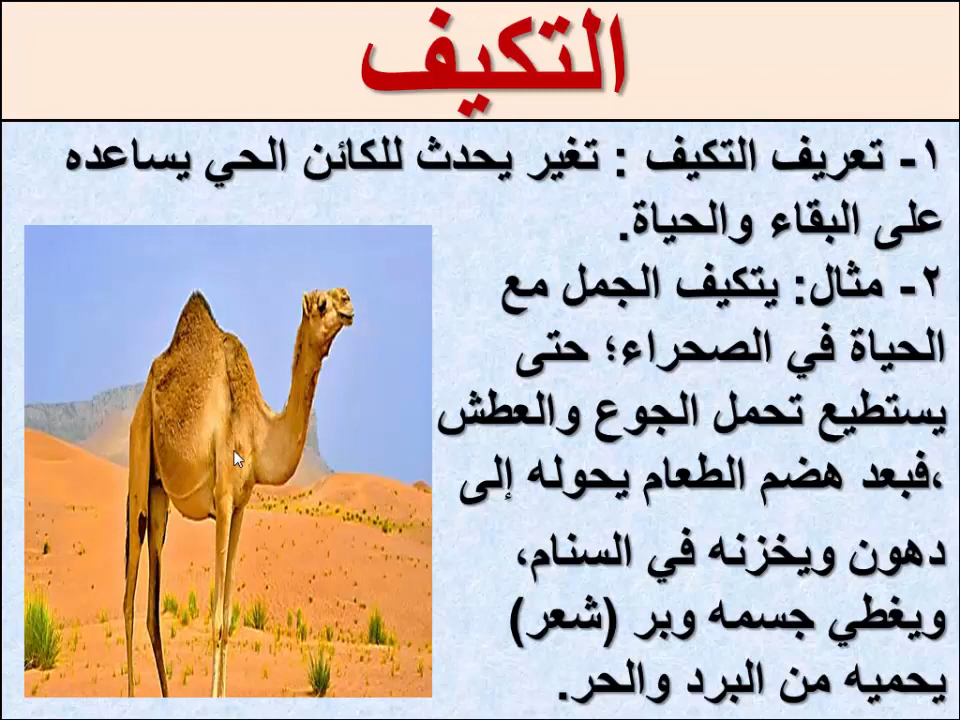 التكيف
١- تعريف التكيف : تغير يحدث للكائن الحي يساعده
على البقاء والحياة.
٢- مثال: يتكيف الجمل مع
الحياة في الصحراء؛ حتى
يستطيع تحمل الجوع والعطش
،فبعد هضم الطعام يحوله إلى
دهون ويخزنه في السنام،
ويغطي جسمه وبر (شعر)
يحميه من البرد والحر.